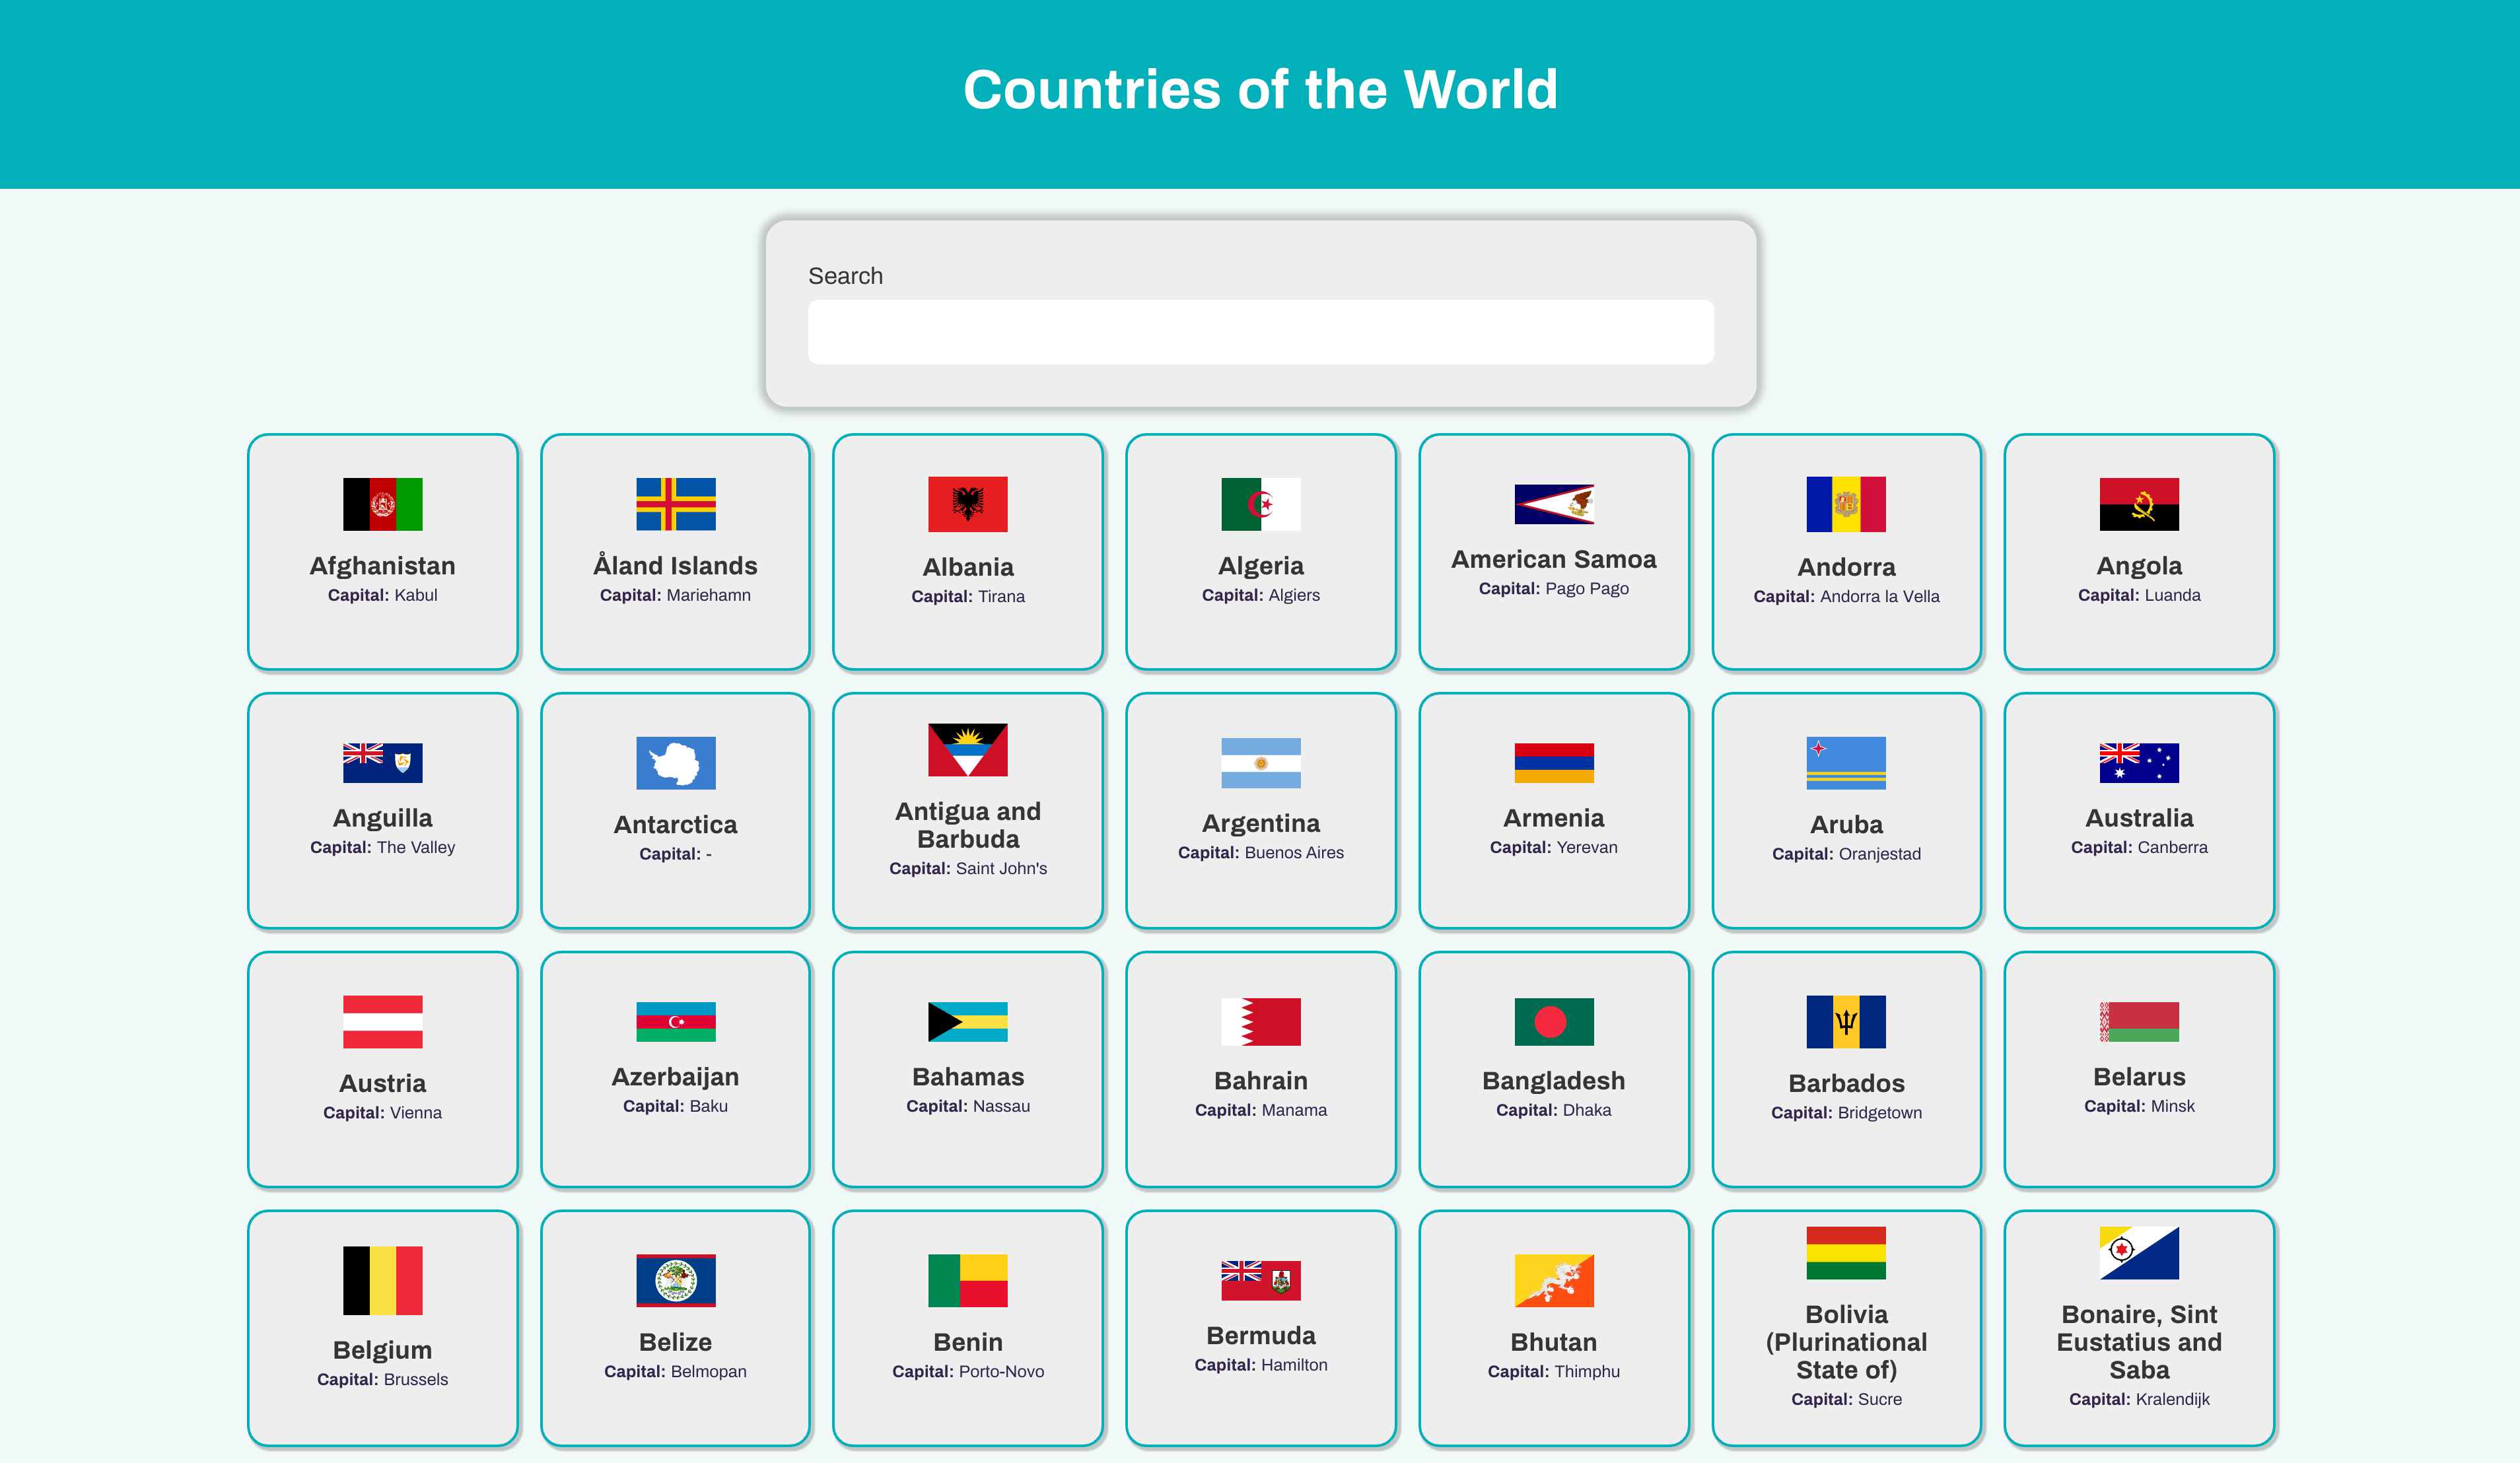 Countries of the World
Search
Afghanistan
Capital: Kabul
Åland Islands
Capital: Mariehamn
Albania
Capital: Tirana
Algeria
Capital: Algiers
American Samoa
Capital: Pago Pago
Andorra
Capital: Andorra la Vella
Angola
Capital: Luanda
Anguilla
Capital: The Valley
Antarctica
Capital: -
Antigua and
Barbuda
Capital: Saint John's
Argentina
Capital: Buenos Aires
Armenia
Capital: Yerevan
Aruba
Capital: Oranjestad
Australia
Capital: Canberra
Austria
Capital: Vienna
Azerbaijan
Capital: Baku
Bahamas
Capital: Nassau
Bahrain
Capital: Manama
Bangladesh
Capital: Dhaka
Barbados
Capital: Bridgetown
Belarus
Capital: Minsk
Belgium
Capital: Brussels
Belize
Capital: Belmopan
Benin
Capital: Porto-Novo
Bermuda
Capital: Hamilton
Bhutan
Capital: Thimphu
Bolivia
(Plurinational
State of)
Capital: Sucre
Bonaire, Sint
Eustatius and
Saba
Capital: Kralendijk